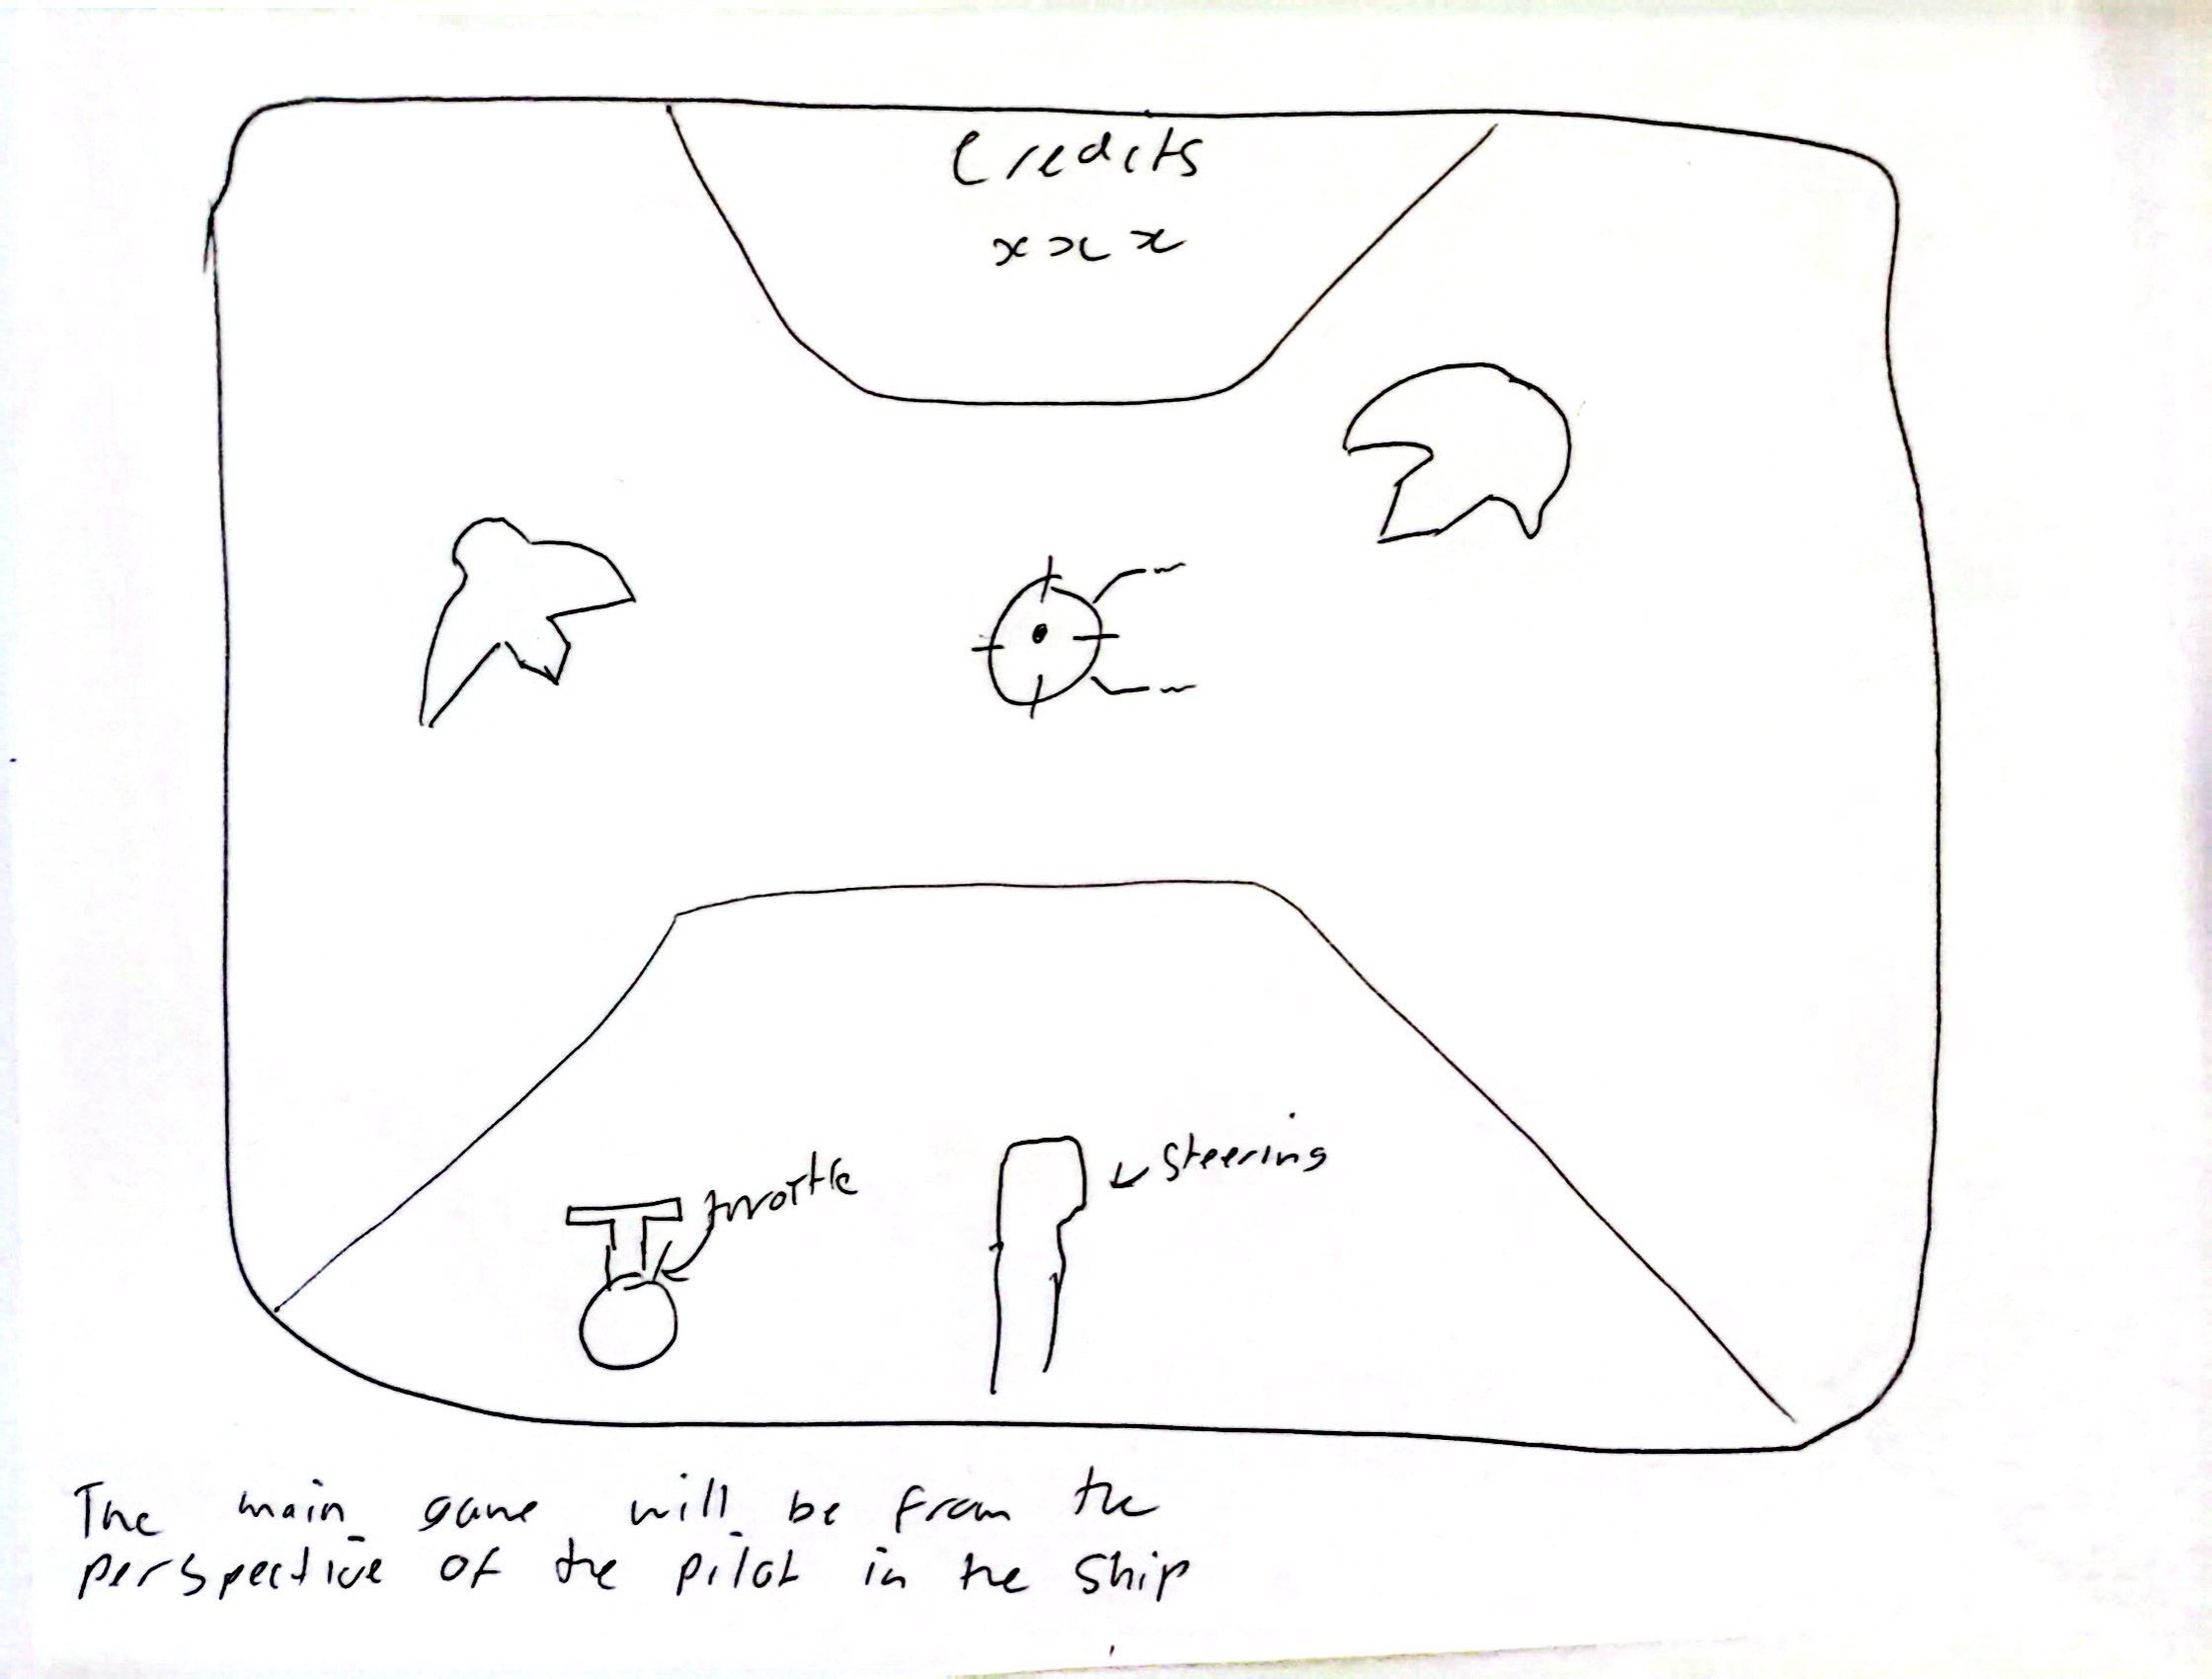 Credits
xxx
throttle
steering
The main game will be from the
perspective of the pilot in the ship